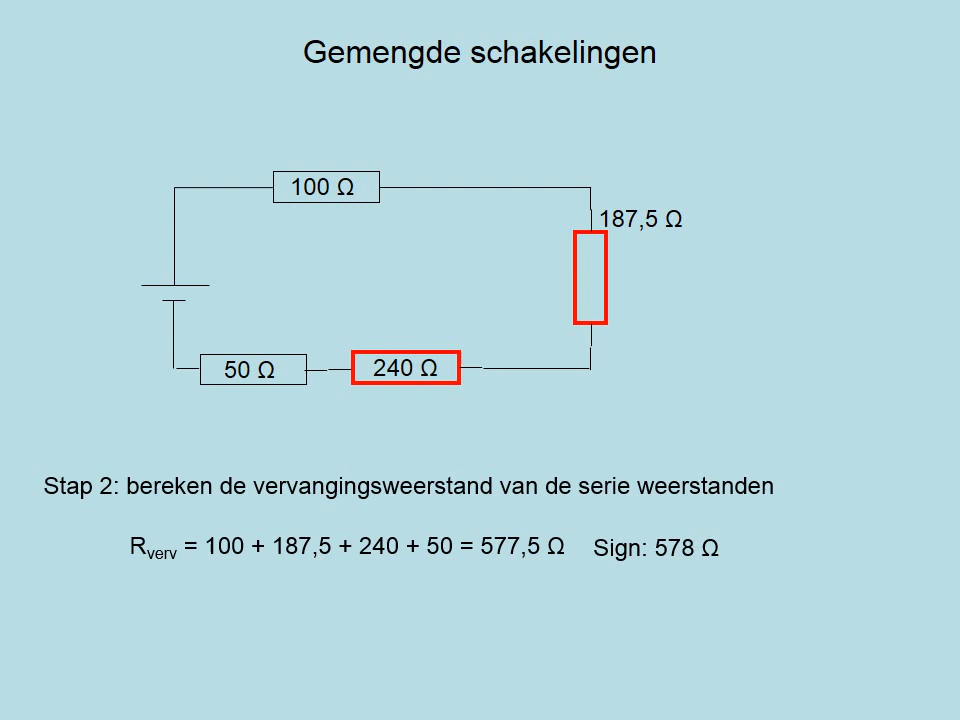 Gemengde schakelingen
100 Ω
187,5 Ω
50 Ω
240 Ω
Stap 2: bereken de vervangingsweerstand van de serie weerstanden
Rverv = 100 + 187,5 + 240 + 50 = 577,5 Ω Sign: 578 Ω